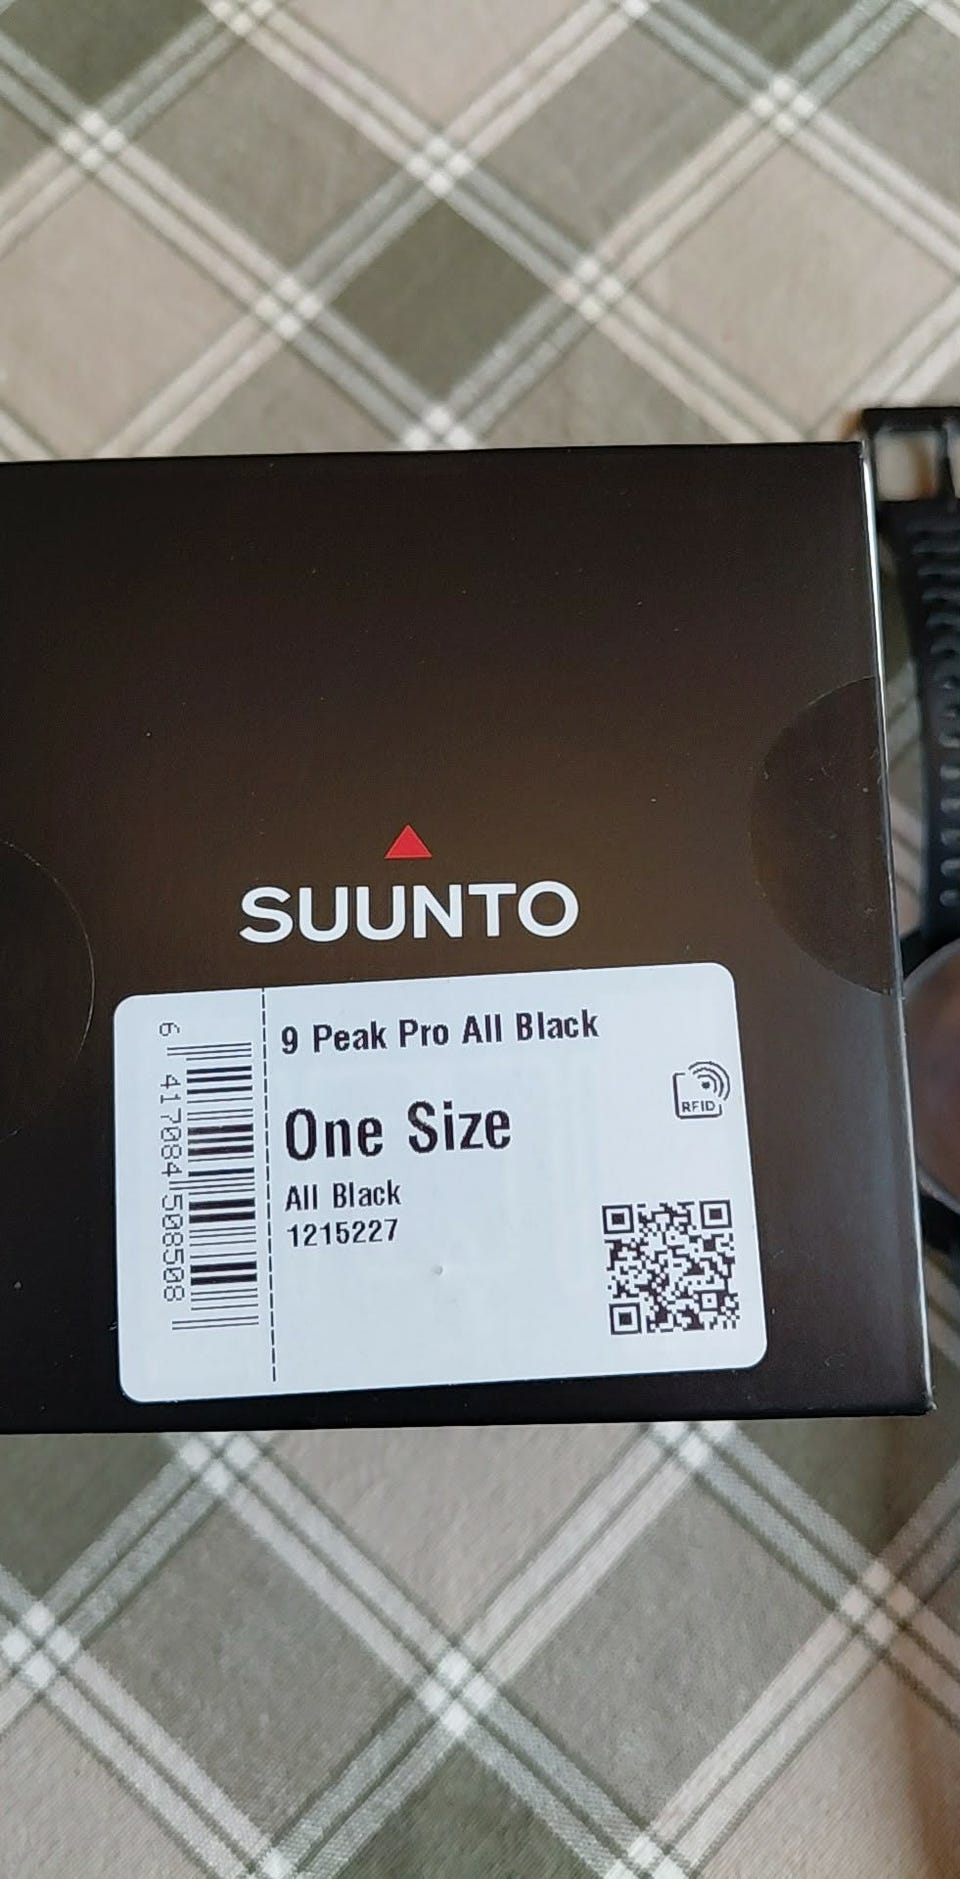 SUUNTO
9 Peak Pro All Black
RFID
One Size
All Black
1215227
6 417084 508508